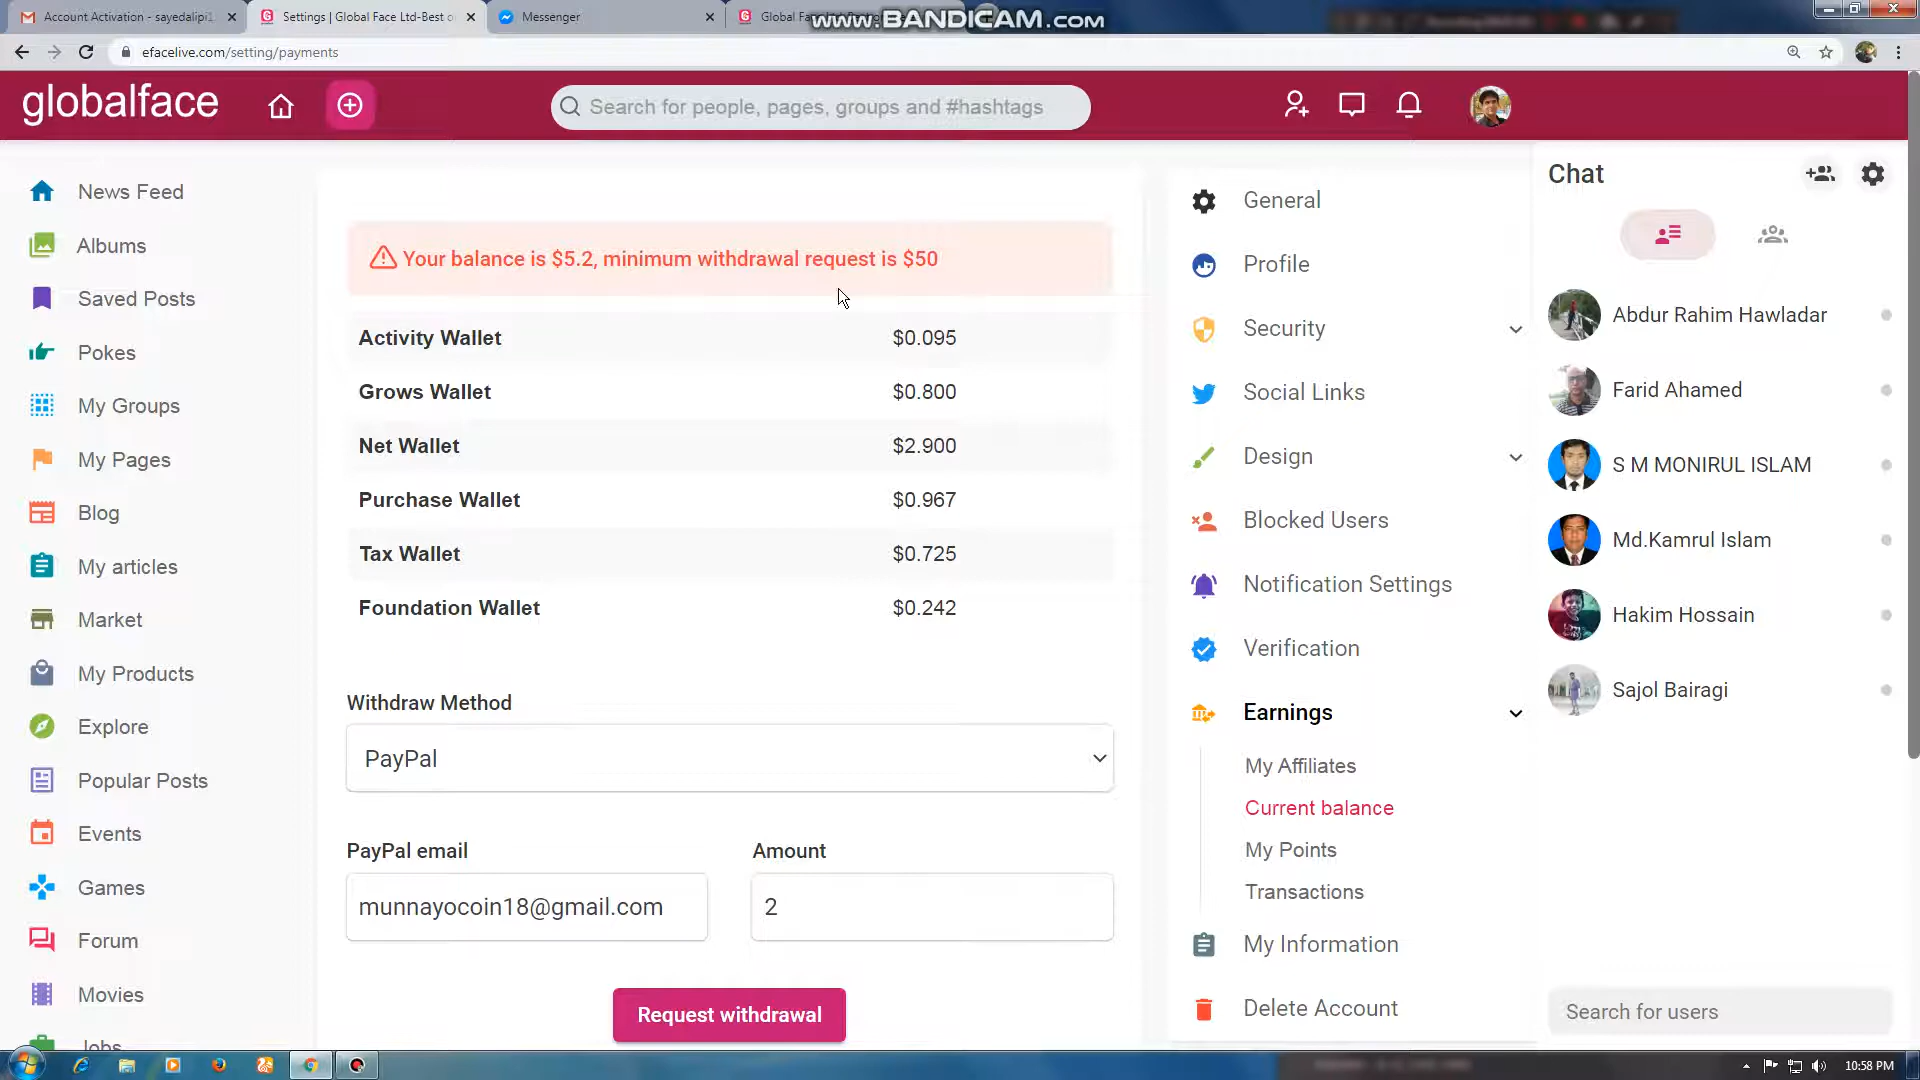 Account Activation - sayedalipi1
Settings | Global Face Ltd-Best o
Messenger
Global Fa
www.BANDICAM.com
efacelive.com/setting/payments
globalface
Search for people, pages, groups and #hashtags
News Feed
Albums
Saved Posts
Pokes
My Groups
My Pages
Blog
My articles
Market
My Products
Explore
Popular Posts
Events
Games
Forum
Movies
Jobs
Your balance is $5.2, minimum withdrawal request is $50
Activity Wallet $0.095
Grows Wallet $0.800
Net Wallet $2.900
Purchase Wallet $0.967
Tax Wallet $0.725
Foundation Wallet $0.242
Withdraw Method
PayPal
PayPal email Amount
munnayocoin18@gmail.com 2
Request withdrawal
General
Profile
Security
Social Links
Design
Blocked Users
Notification Settings
Verification
Earnings
My Affiliates
Current balance
My Points
Transactions
My Information
Delete Account
Chat
Abdur Rahim Hawladar
Farid Ahamed
S M MONIRUL ISLAM
Md.Kamrul Islam
Hakim Hossain
Sajol Bairagi
Search for users
10:58 PM